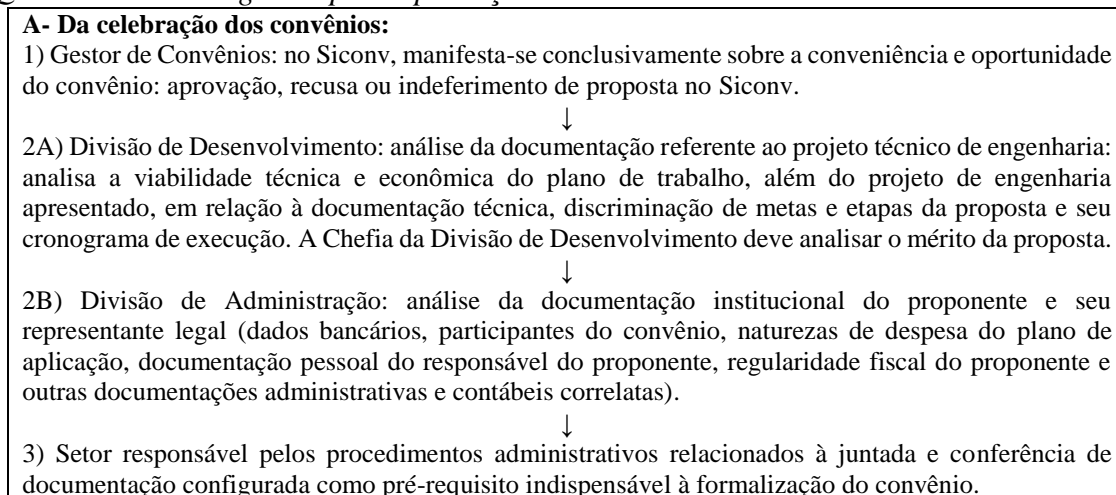 A- Da celebração dos convênios:
1) Gestor de Convênios: no Siconv, manifesta-se conclusivamente sobre a conveniência e oportunidade
do convênio: aprovação, recusa ou indeferimento de proposta no Siconv.
↓
2A) Divisão de Desenvolvimento: análise da documentação referente ao projeto técnico de engenharia:
analisa a viabilidade técnica e econômica do plano de trabalho, além do projeto de engenharia
apresentado, em relação à documentação técnica, discriminação de metas e etapas da proposta e seu
cronograma de execução. A Chefia da Divisão de Desenvolvimento deve analisar o mérito da proposta.
↓
2B) Divisão de Administração: análise da documentação institucional do proponente e seu
representante legal (dados bancários, participantes do convênio, naturezas de despesa do plano de
aplicação, documentação pessoal do responsável do proponente, regularidade fiscal do proponente e
outras documentações administrativas e contábeis correlatas).
↓
3) Setor responsável pelos procedimentos administrativos relacionados à juntada e conferência de
documentação configurada como pré-requisito indispensável à formalização do convênio.